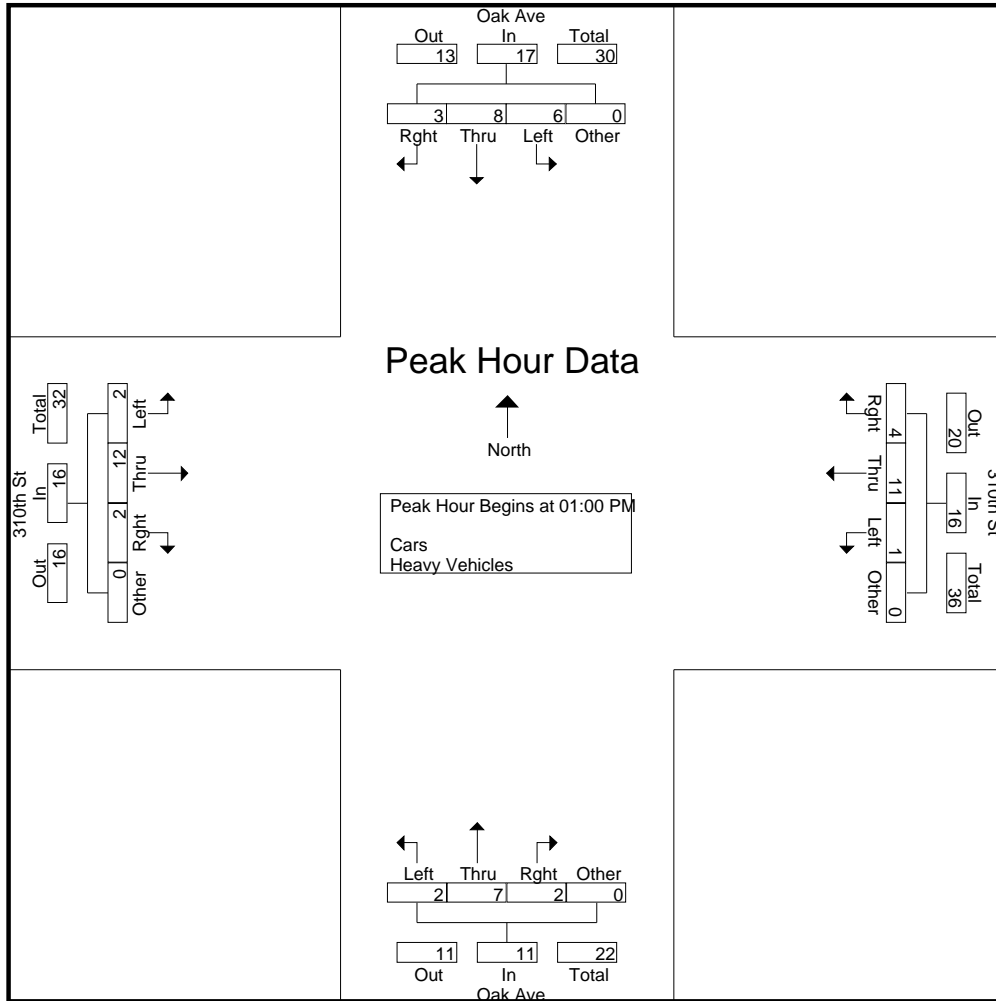 Oak Ave
Out In Total
13 17 30
3 8 6 0
Rght Thru Left Other
Peak Hour Data
North
Peak Hour Begins at 01:00 PM
Cars
Heavy Vehicles
310th St
Total In Out
32 16 16
2 12 2 0
Left Thru Rght Other
310th St
Out In Total
20 16 36
4 11 1 0
Rght Thru Left Other
Left Thru Rght Other
2 7 2 0
11 11 22
Out In Total
Oak Ave